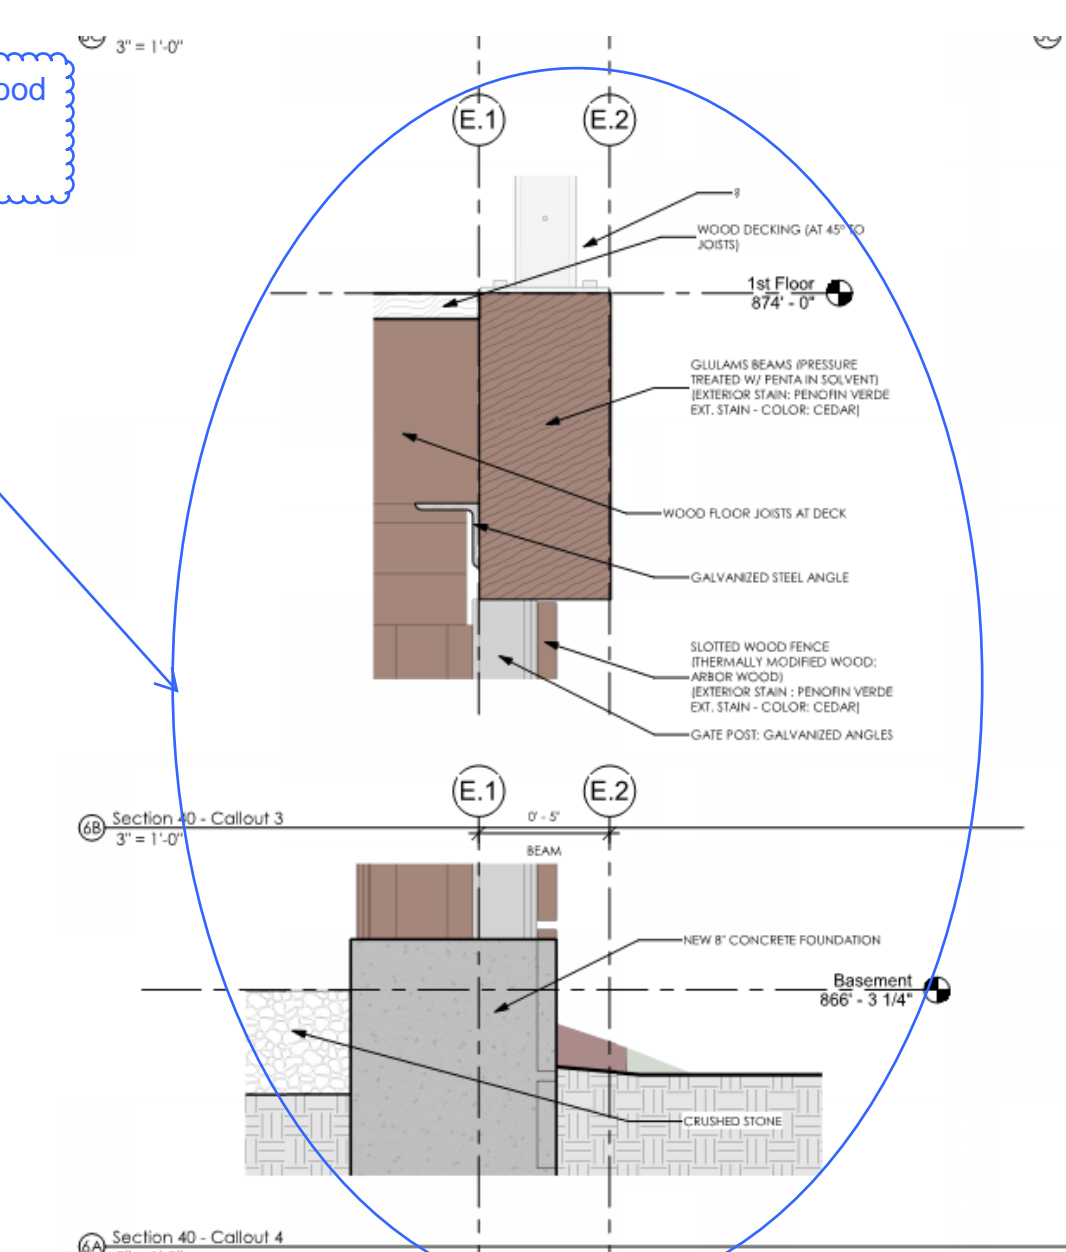 3" = 1'-0"
ood
E.1
E.2
?
WOOD DECKING (AT 45° TO
JOISTS)
1st Floor
874' - 0"
GLULAMS BEAMS (PRESSURE
TREATED W/ PENTA IN SOLVENT)
(EXTERIOR STAIN: PENOFIN VERDE
EXT. STAIN - COLOR: CEDAR)
WOOD FLOOR JOISTS AT DECK
GALVANIZED STEEL ANGLE
SLOTTED WOOD FENCE
(THERMALLY MODIFIED WOOD:
ARBOR WOOD)
(EXTERIOR STAIN : PENOFIN VERDE
EXT. STAIN - COLOR: CEDAR)
GATE POST: GALVANIZED ANGLES
E.1
E.2
6B
Section 40 - Callout 3
3" = 1'-0"
0' - 5"
BEAM
NEW 8" CONCRETE FOUNDATION
Basement
866' - 3 1/4"
CRUSHED STONE
6A
Section 40 - Callout 4